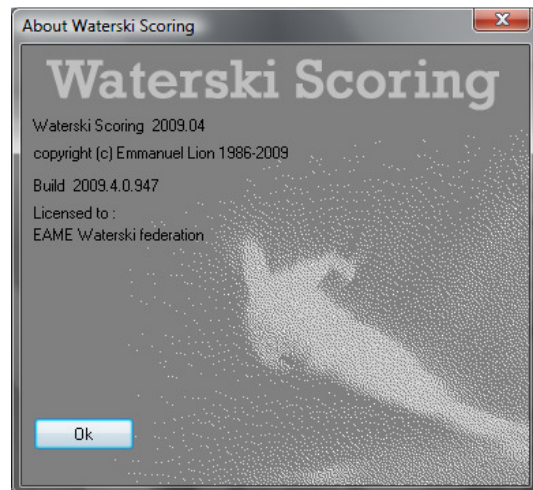 About Waterski Scoring
Waterski Scoring
Waterski Scoring 2009.04
copyright (c) Emmanuel Lion 1986-2009
Build 2009.4.0.947
Licensed to :
EAME Waterski federation
Ok